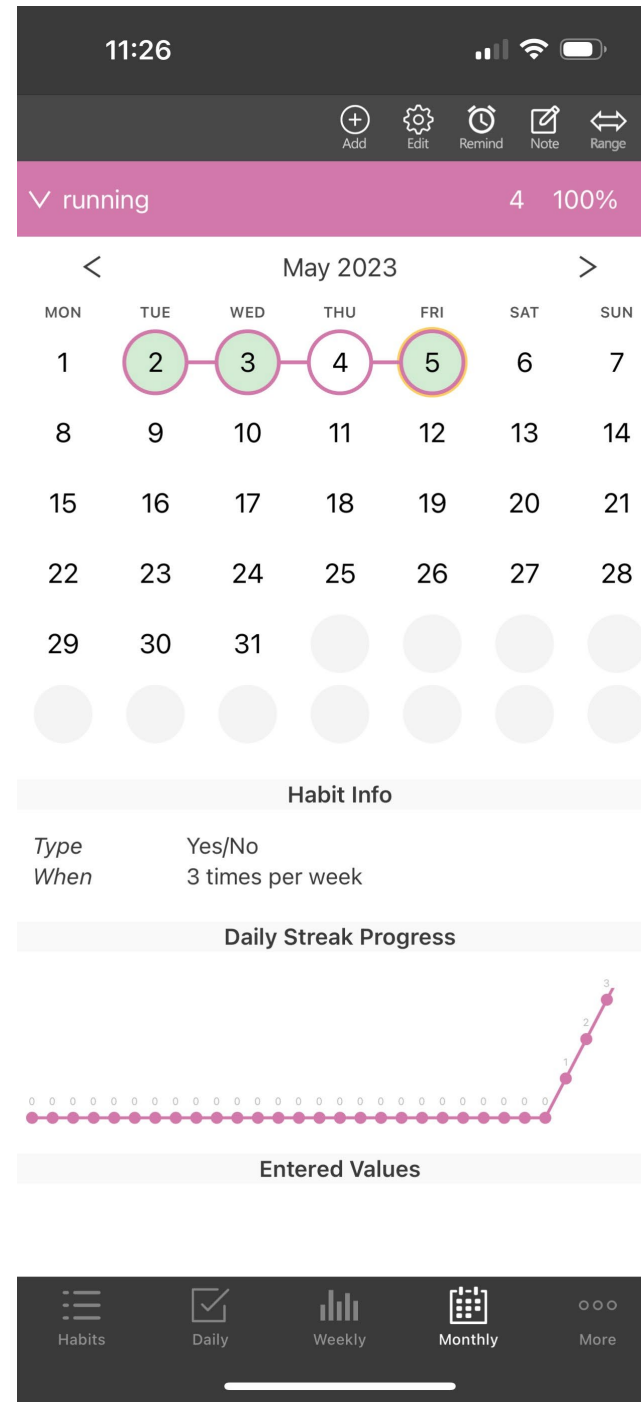 11:26
Add Edit Remind Note Range
running 4 100%
May 2023
MON TUE WED THU FRI SAT SUN
1 2 3 4 5 6 7
8 9 10 11 12 13 14
15 16 17 18 19 20 21
22 23 24 25 26 27 28
29 30 31
Habit Info
Type Yes/No
When 3 times per week
Daily Streak Progress
3
2
1
0 0 0 0 0 0 0 0 0 0 0 0 0 0 0 0 0 0 0 0 0 0 0 0 0 0
Entered Values
Habits Daily Weekly Monthly More